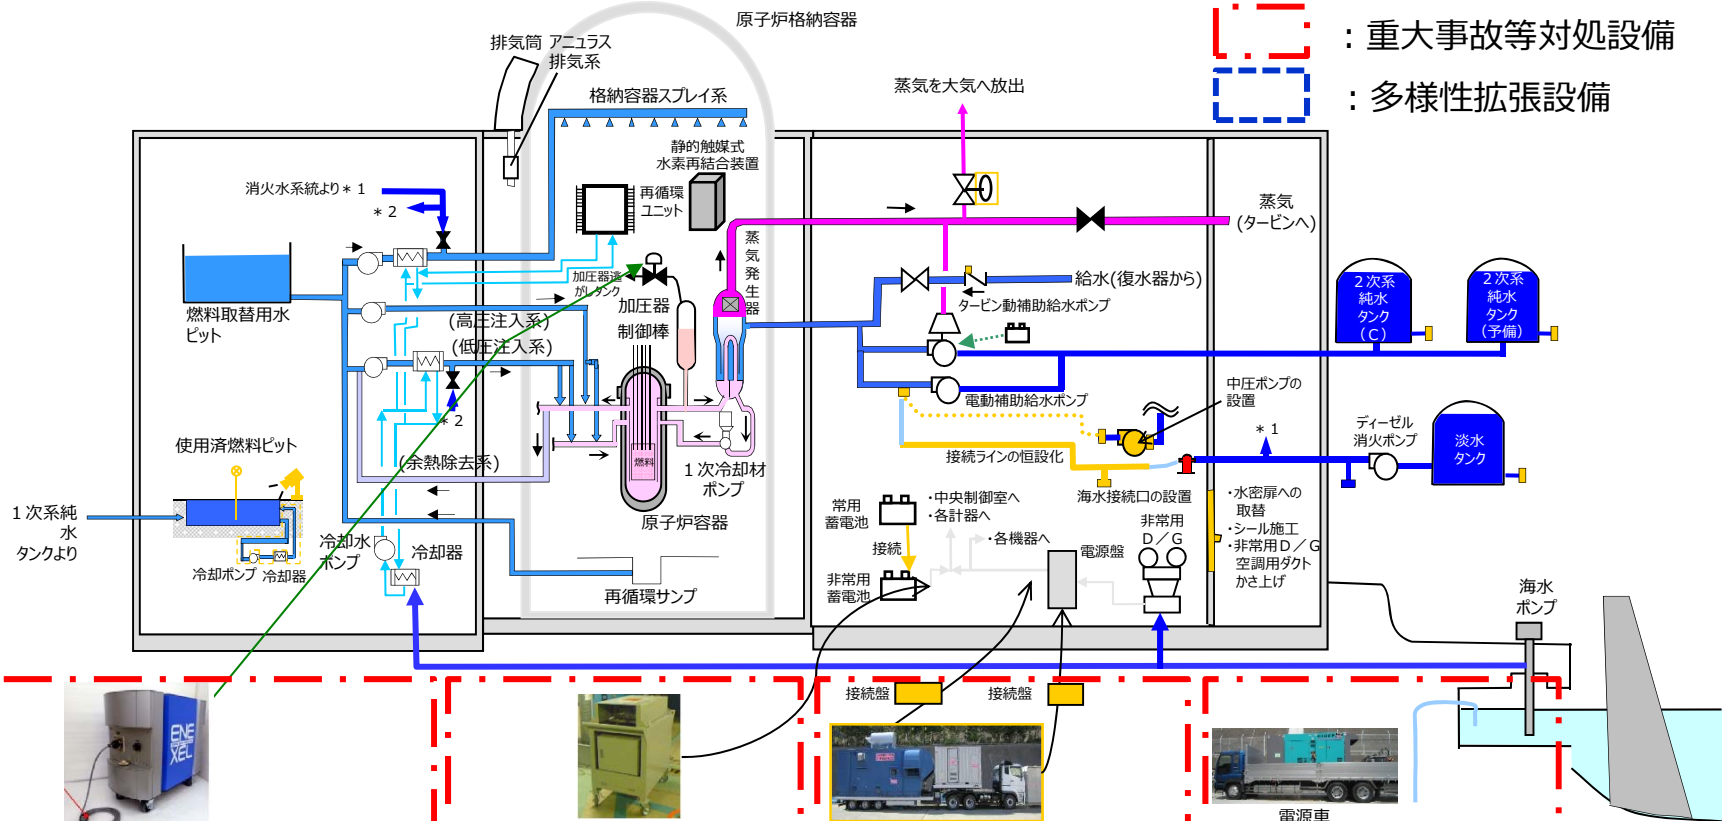 原子炉格納容器
：重大事故等対処設備
：多様性拡張設備
排気筒
アニュラス
排気系
格納容器スプレイ系
蒸気を大気へ放出
静的触媒式
水素再結合装置
消火水系統より＊１
＊２
再循環
ユニット
蒸気発生器
蒸気
(タービンへ)
加圧器逃
がしタンク
給水(復水器から)
加圧器
タービン動補助給水ポンプ
２次系
純水
タンク
（Ｃ）
２次系
純水
タンク
（予備）
燃料取替用水
ピット
(高圧注入系)
制御棒
(低圧注入系)
中圧ポンプの
設置
電動補助給水ポンプ
＊２
ディーゼル
消火ポンプ
＊１
淡水
タンク
使用済燃料ピット
(余熱除去系)
燃料
１次冷却材
ポンプ
接続ラインの恒設化
海水接続口の設置
１次系純
水
タンクより
原子炉容器
常用
蓄電池
・中央制御室へ
・各計器へ
非常用
Ｄ／Ｇ
・水密扉への
取替
・シール施工
・非常用Ｄ／Ｇ
空調用ダクト
かさ上げ
冷却水
ポンプ
冷却器
接続
・各機器へ
電源盤
冷却ポンプ
冷却器
非常用
蓄電池
再循環サンプ
海水
ポンプ
接続盤
接続盤
ENE
XEL
電源車